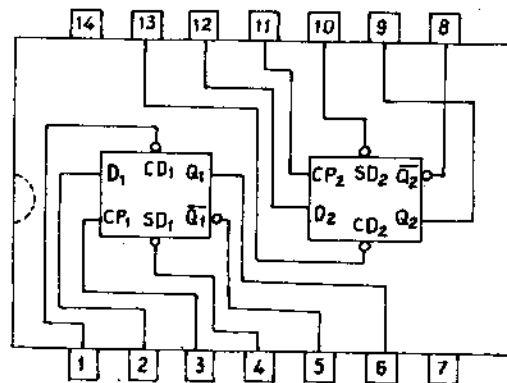 14 13 12 11 10 9 8
D₁ CD₁ Q₁
CP₁ SD₁ Q̅₁
CP₂ SD₂ Q̅₂
D₂ CD₂ Q₂
1 2 3 4 5 6 7